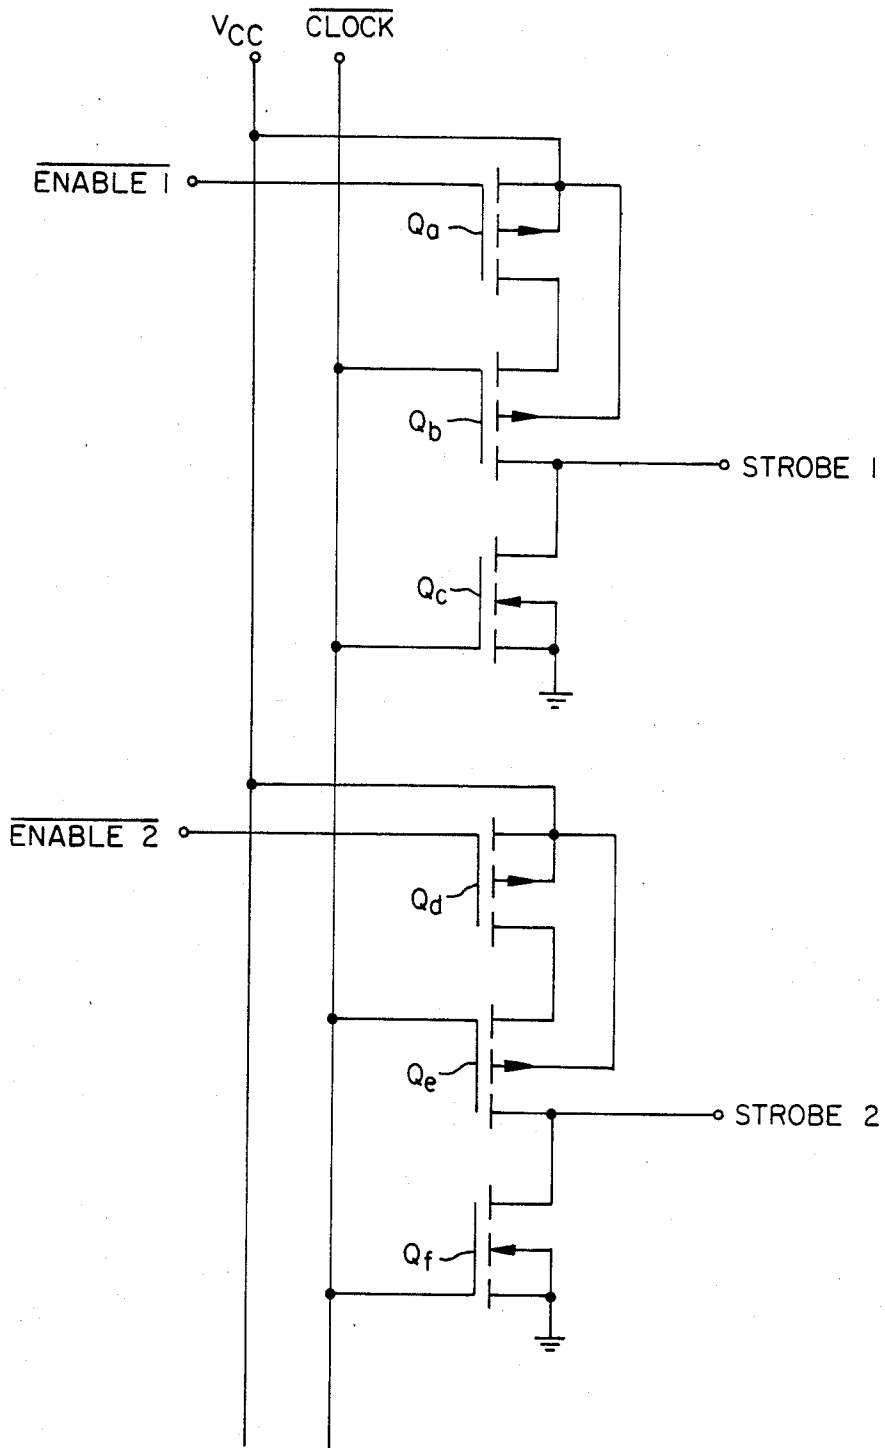 VCC
CLOCK
ENABLE 1
Qa
Qb
STROBE 1
Qc
ENABLE 2
Qd
Qe
STROBE 2
Qf